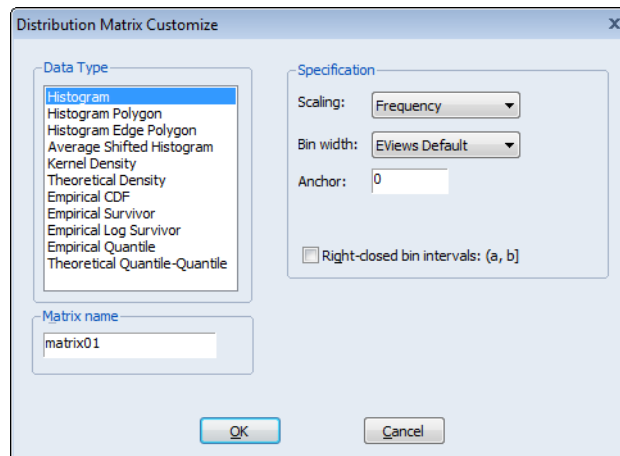 Distribution Matrix Customize
x
Data Type
Histogram
Histogram Polygon
Histogram Edge Polygon
Average Shifted Histogram
Kernel Density
Theoretical Density
Empirical CDF
Empirical Survivor
Empirical Log Survivor
Empirical Quantile
Theoretical Quantile-Quantile
Matrix name
matrix01
Specification
Scaling: Frequency
Bin width: EViews Default
Anchor: 0
Right-closed bin intervals: (a, b]
OK Cancel